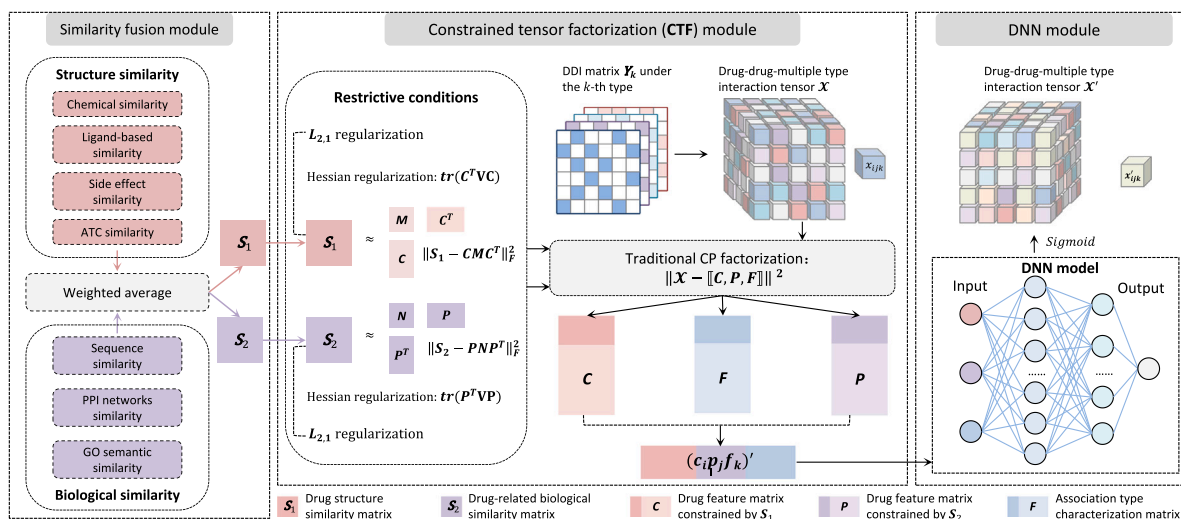 Similarity fusion module
Structure similarity
Chemical similarity
Ligand-based
similarity
Side effect
similarity
ATC similarity
Weighted average
Sequence
similarity
PPI networks
similarity
GO semantic
similarity
Biological similarity
S₁
S₂
Constrained tensor factorization (CTF) module
Restrictive conditions
L₂,₁ regularization
Hessian regularization: tr(CᵀVC)
S₁ ≈ M Cᵀ
C ‖S₁ − CMCᵀ‖²_F
S₂ ≈ N P
Pᵀ ‖S₂ − PNPᵀ‖²_F
Hessian regularization: tr(PᵀVP)
L₂,₁ regularization
DDI matrix Yₖ under
the k-th type
Drug-drug-multiple type
interaction tensor 𝒳
xᵢⱼₖ
Traditional CP factorization:
‖𝒳 − ⟦C, P, F⟧‖ ²
C F P
(cᵢpⱼfₖ)′
DNN module
Drug-drug-multiple type
interaction tensor 𝒳′
x′ᵢⱼₖ
Sigmoid
DNN model
Input
Output
......
......
S₁ Drug structure
similarity matrix
S₂ Drug-related biological
similarity matrix
C Drug feature matrix
constrained by S₁
P Drug feature matrix
constrained by S₂
F Association type
characterization matrix